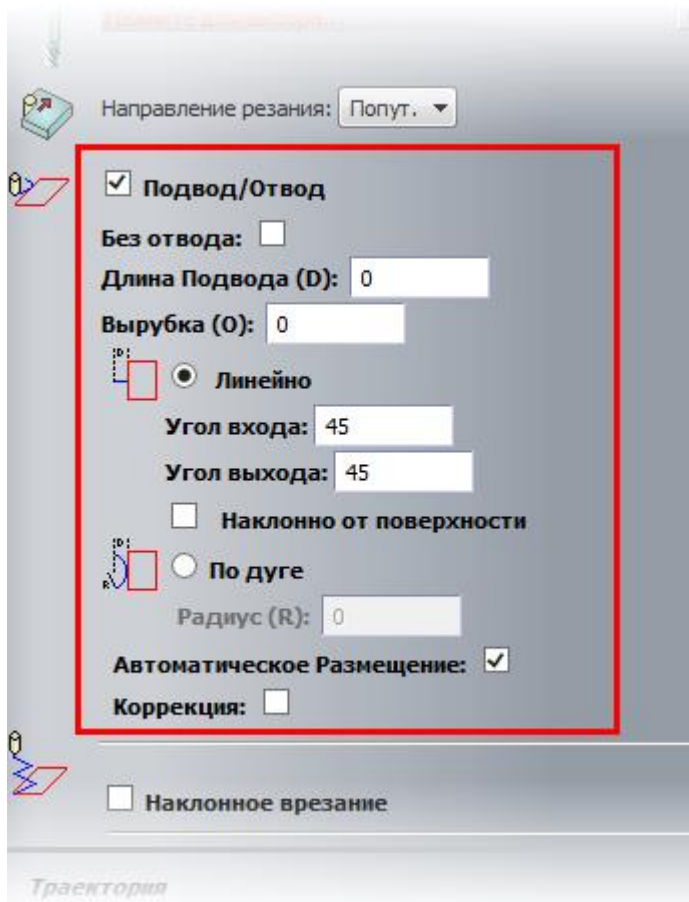 Направление резания: Попут.
Подвод/Отвод
Без отвода:
Длина Подвода (D): 0
Вырубка (O): 0
D
Линейно
Угол входа: 45
Угол выхода: 45
Наклонно от поверхности
D
R
По дуге
Радиус (R): 0
Автоматическое Размещение:
Коррекция:
Наклонное врезание
Траектория